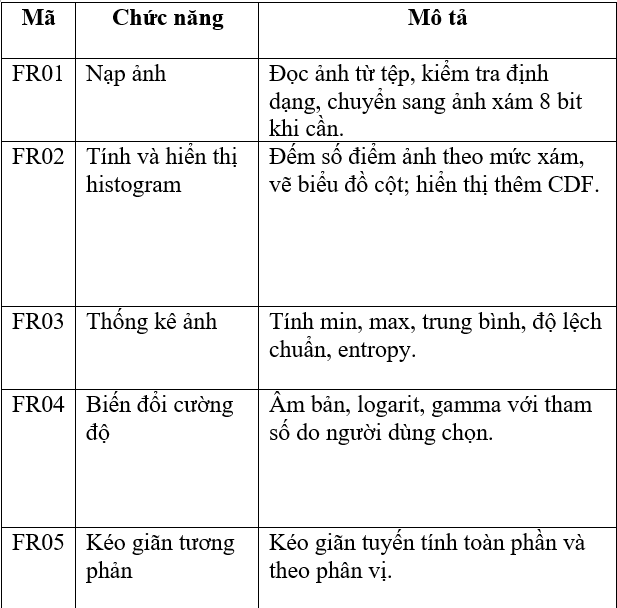 Mã Chức năng Mô tả
FR01 Nạp ảnh Đọc ảnh từ tệp, kiểm tra định
dạng, chuyển sang ảnh xám 8 bit
khi cần.
FR02 Tính và hiển thị Đếm số điểm ảnh theo mức xám,
histogram vẽ biểu đồ cột; hiển thị thêm CDF.
FR03 Thống kê ảnh Tính min, max, trung bình, độ lệch
chuẩn, entropy.
FR04 Biến đổi cường Âm bản, logarit, gamma với tham
độ số do người dùng chọn.
FR05 Kéo giãn tương Kéo giãn tuyến tính toàn phần và
phản theo phân vị.